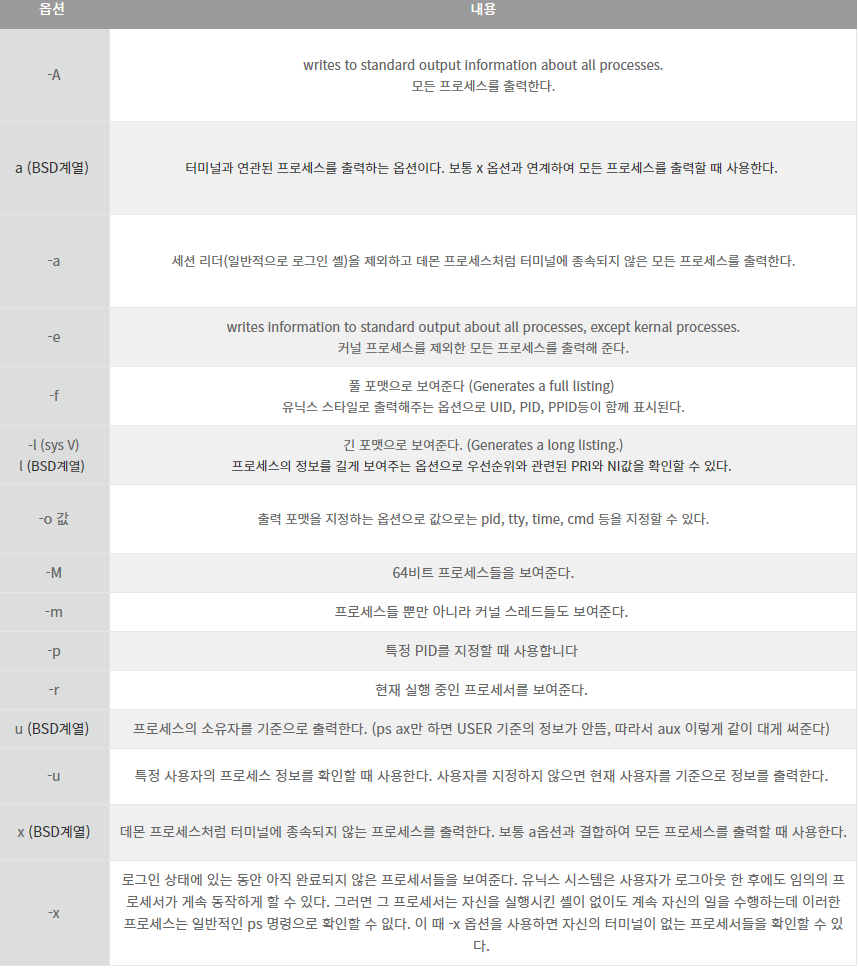 옵션 내용
-A
writes to standard output information about all processes.
모든 프로세스를 출력한다.
a (BSD계열)
터미널과 연관된 프로세스를 출력하는 옵션이다. 보통 x 옵션과 연계하여 모든 프로세스를 출력할 때 사용한다.
-a
세션 리더(일반적으로 로그인 셸)을 제외하고 데몬 프로세스처럼 터미널에 종속되지 않은 모든 프로세스를 출력한다.
-e
writes information to standard output about all processes, except kernal processes.
커널 프로세스를 제외한 모든 프로세스를 출력해 준다.
-f
풀 포맷으로 보여준다 (Generates a full listing)
유닉스 스타일로 출력해주는 옵션으로 UID, PID, PPID등이 함께 표시된다.
-l (sys V)
l (BSD계열)
긴 포맷으로 보여준다. (Generates a long listing.)
프로세스의 정보를 길게 보여주는 옵션으로 우선순위와 관련된 PRI와 NI값을 확인할 수 있다.
-o 값
출력 포맷을 지정하는 옵션으로 값으로는 pid, tty, time, cmd 등을 지정할 수 있다.
-M
64비트 프로세스들을 보여준다.
-m
프로세스들 뿐만 아니라 커널 스레드들도 보여준다.
-p
특정 PID를 지정할 때 사용합니다
-r
현재 실행 중인 프로세서를 보여준다.
u (BSD계열)
프로세스의 소유자를 기준으로 출력한다. (ps ax만 하면 USER 기준의 정보가 안뜸, 따라서 aux 이렇게 같이 대게 써준다)
-u
특정 사용자의 프로세스 정보를 확인할 때 사용한다. 사용자를 지정하지 않으면 현재 사용자를 기준으로 정보를 출력한다.
x (BSD계열)
데몬 프로세스처럼 터미널에 종속되지 않는 프로세스를 출력한다. 보통 a옵션과 결합하여 모든 프로세스를 출력할 때 사용한다.
-x
로그인 상태에 있는 동안 아직 완료되지 않은 프로세서들을 보여준다. 유닉스 시스템은 사용자가 로그아웃 한 후에도 임의의 프
로세서가 게속 동작하게 할 수 있다. 그러면 그 프로세서는 자신을 실행시킨 셸이 없이도 계속 자신의 일을 수행하는데 이러한
프로세스는 일반적인 ps 명령으로 확인할 수 없다. 이 때 -x 옵션을 사용하면 자신의 터미널이 없는 프로세서들을 확인할 수 있
다.